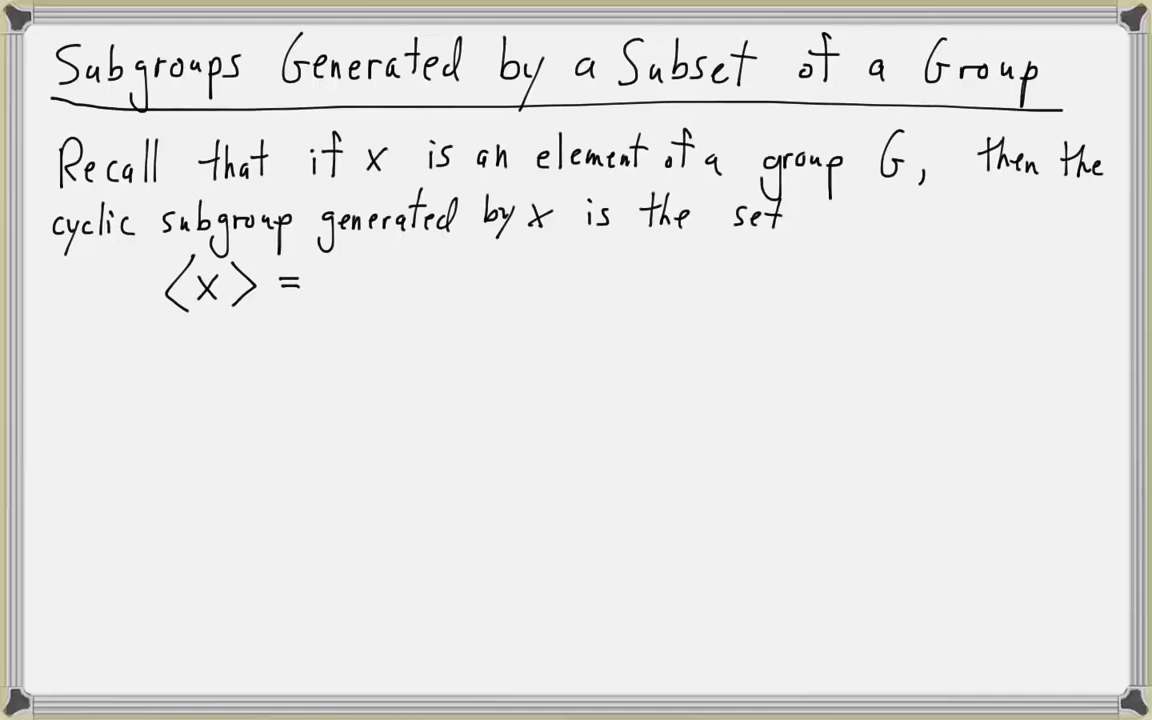 Subgroups Generated by a Subset of a Group
Recall that if x is an element of a group G, then the
cyclic subgroup generated by x is the set
⟨x⟩ =